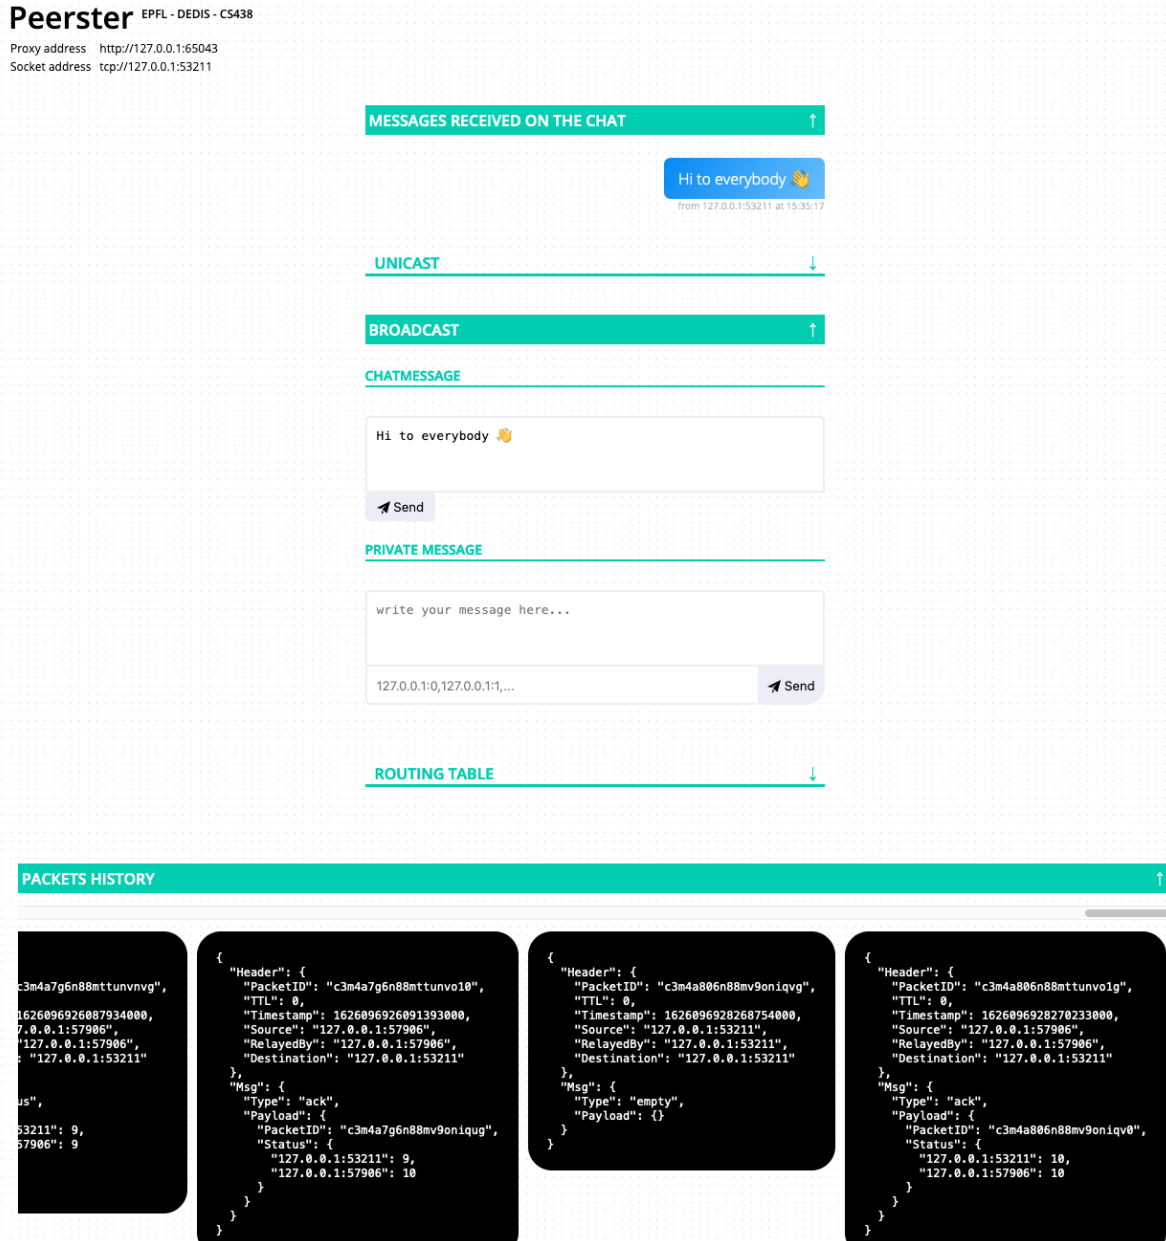 Peerster EPFL - DEDIS - CS438
Proxy address http://127.0.0.1:65043
Socket address tcp://127.0.0.1:53211
MESSAGES RECEIVED ON THE CHAT ↑
Hi to everybody 👋
from 127.0.0.1:53211 at 15:35:17
UNICAST ↓
BROADCAST ↑
CHATMESSAGE
Hi to everybody 👋
Send
PRIVATE MESSAGE
write your message here...
127.0.0.1:0,127.0.0.1:1,...
Send
ROUTING TABLE ↓
PACKETS HISTORY ↑
c3m4a7g6n88mttunvnvg",
1626096926087934000,
7.0.0.1:57906",
"127.0.0.1:57906",
: "127.0.0.1:53211"
us",
53211": 9,
57906": 9
{
"Header": {
"PacketID": "c3m4a7g6n88mttunvo10",
"TTL": 0,
"Timestamp": 1626096926091393000,
"Source": "127.0.0.1:57906",
"RelayedBy": "127.0.0.1:57906",
"Destination": "127.0.0.1:53211"
},
"Msg": {
"Type": "ack",
"Payload": {
"PacketID": "c3m4a7g6n88mv9oniqug",
"Status": {
"127.0.0.1:53211": 9,
"127.0.0.1:57906": 10
}
}
}
}
{
"Header": {
"PacketID": "c3m4a806n88mv9oniqvg",
"TTL": 0,
"Timestamp": 1626096928268754000,
"Source": "127.0.0.1:53211",
"RelayedBy": "127.0.0.1:53211",
"Destination": "127.0.0.1:53211"
},
"Msg": {
"Type": "empty",
"Payload": {}
}
}
{
"Header": {
"PacketID": "c3m4a806n88mttunvo1g",
"TTL": 0,
"Timestamp": 1626096928270233000,
"Source": "127.0.0.1:57906",
"RelayedBy": "127.0.0.1:57906",
"Destination": "127.0.0.1:53211"
},
"Msg": {
"Type": "ack",
"Payload": {
"PacketID": "c3m4a806n88mv9oniqv0",
"Status": {
"127.0.0.1:53211": 10,
"127.0.0.1:57906": 10
}
}
}
}